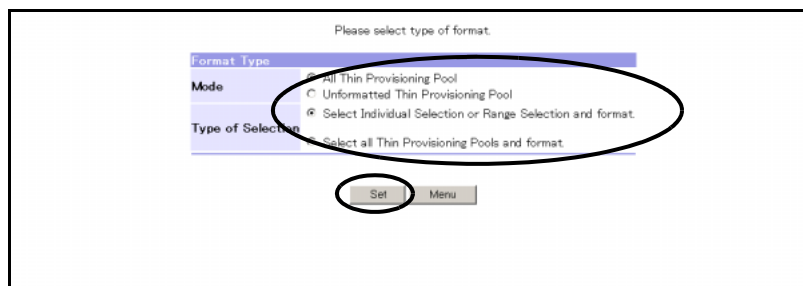 Please select type of format.
Format Type
Mode
All Thin Provisioning Pool
Unformatted Thin Provisioning Pool
Type of Selection
Select Individual Selection or Range Selection and format.
Select all Thin Provisioning Pools and format.
Set
Menu